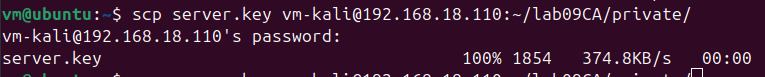 vm@ubuntu:~$ scp server.key vm-kali@192.168.18.110:~/lab09CA/private/
vm-kali@192.168.18.110's password:
server.key 100% 1854 374.8KB/s 00:00